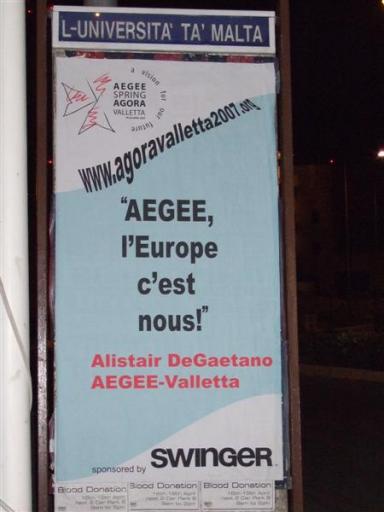 L-UNIVERSITA' TA' MALTA
a vision for our future
AEGEE
SPRING
AGORA
VALLETTA
www.agoravalletta2007.org
"AEGEE,
l'Europe
c'est
nous!"
Alistair DeGaetano
AEGEE-Valletta
sponsored by SWINGER
Blood Donation Blood Donation Blood Donation